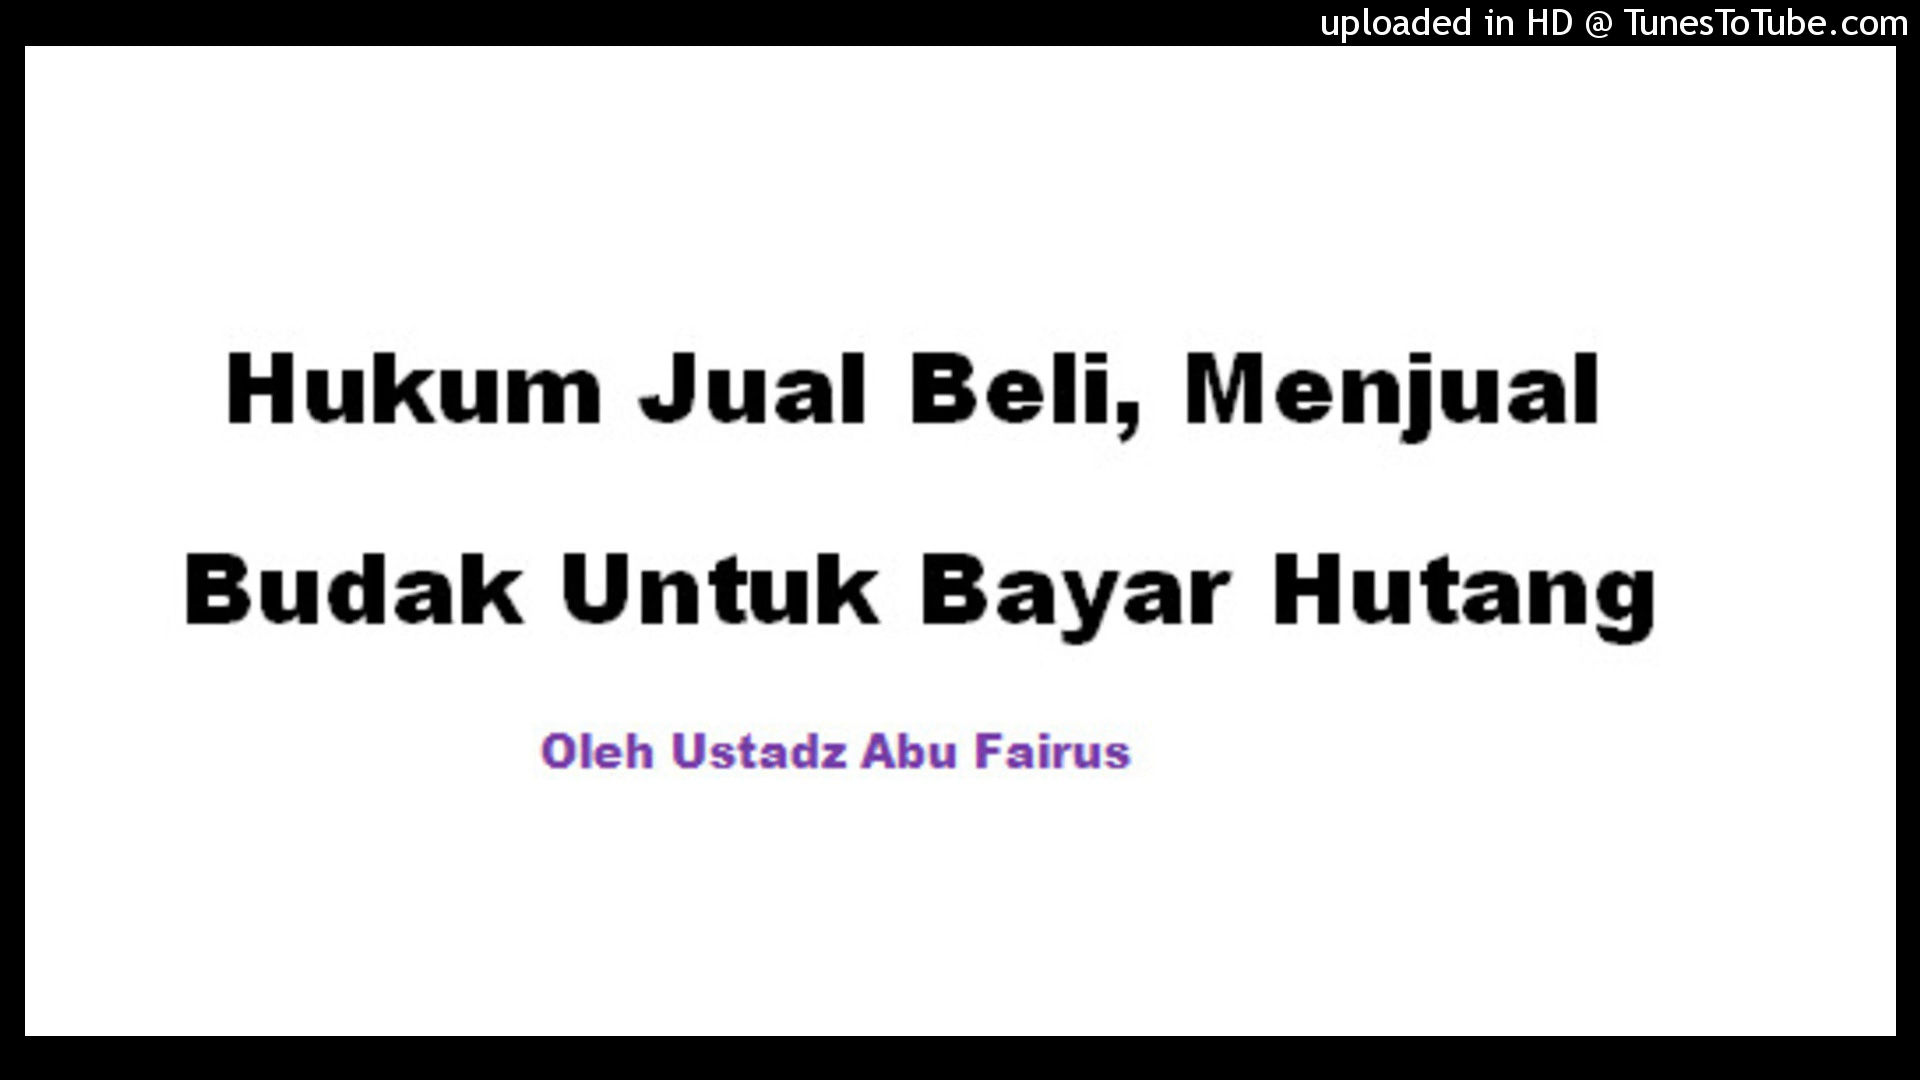 uploaded in HD @ TunesToTube.com
Hukum Jual Beli, Menjual
Budak Untuk Bayar Hutang
Oleh Ustadz Abu Fairus